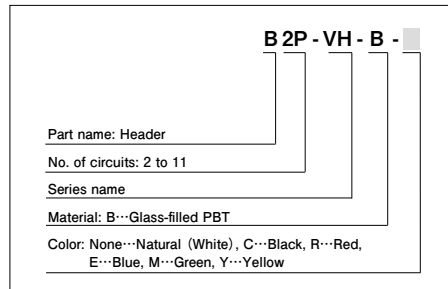 B 2P - VH - B -
Part name: Header
No. of circuits: 2 to 11
Series name
Material: B…Glass-filled PBT
Color: None…Natural (White), C…Black, R…Red,
E…Blue, M…Green, Y…Yellow